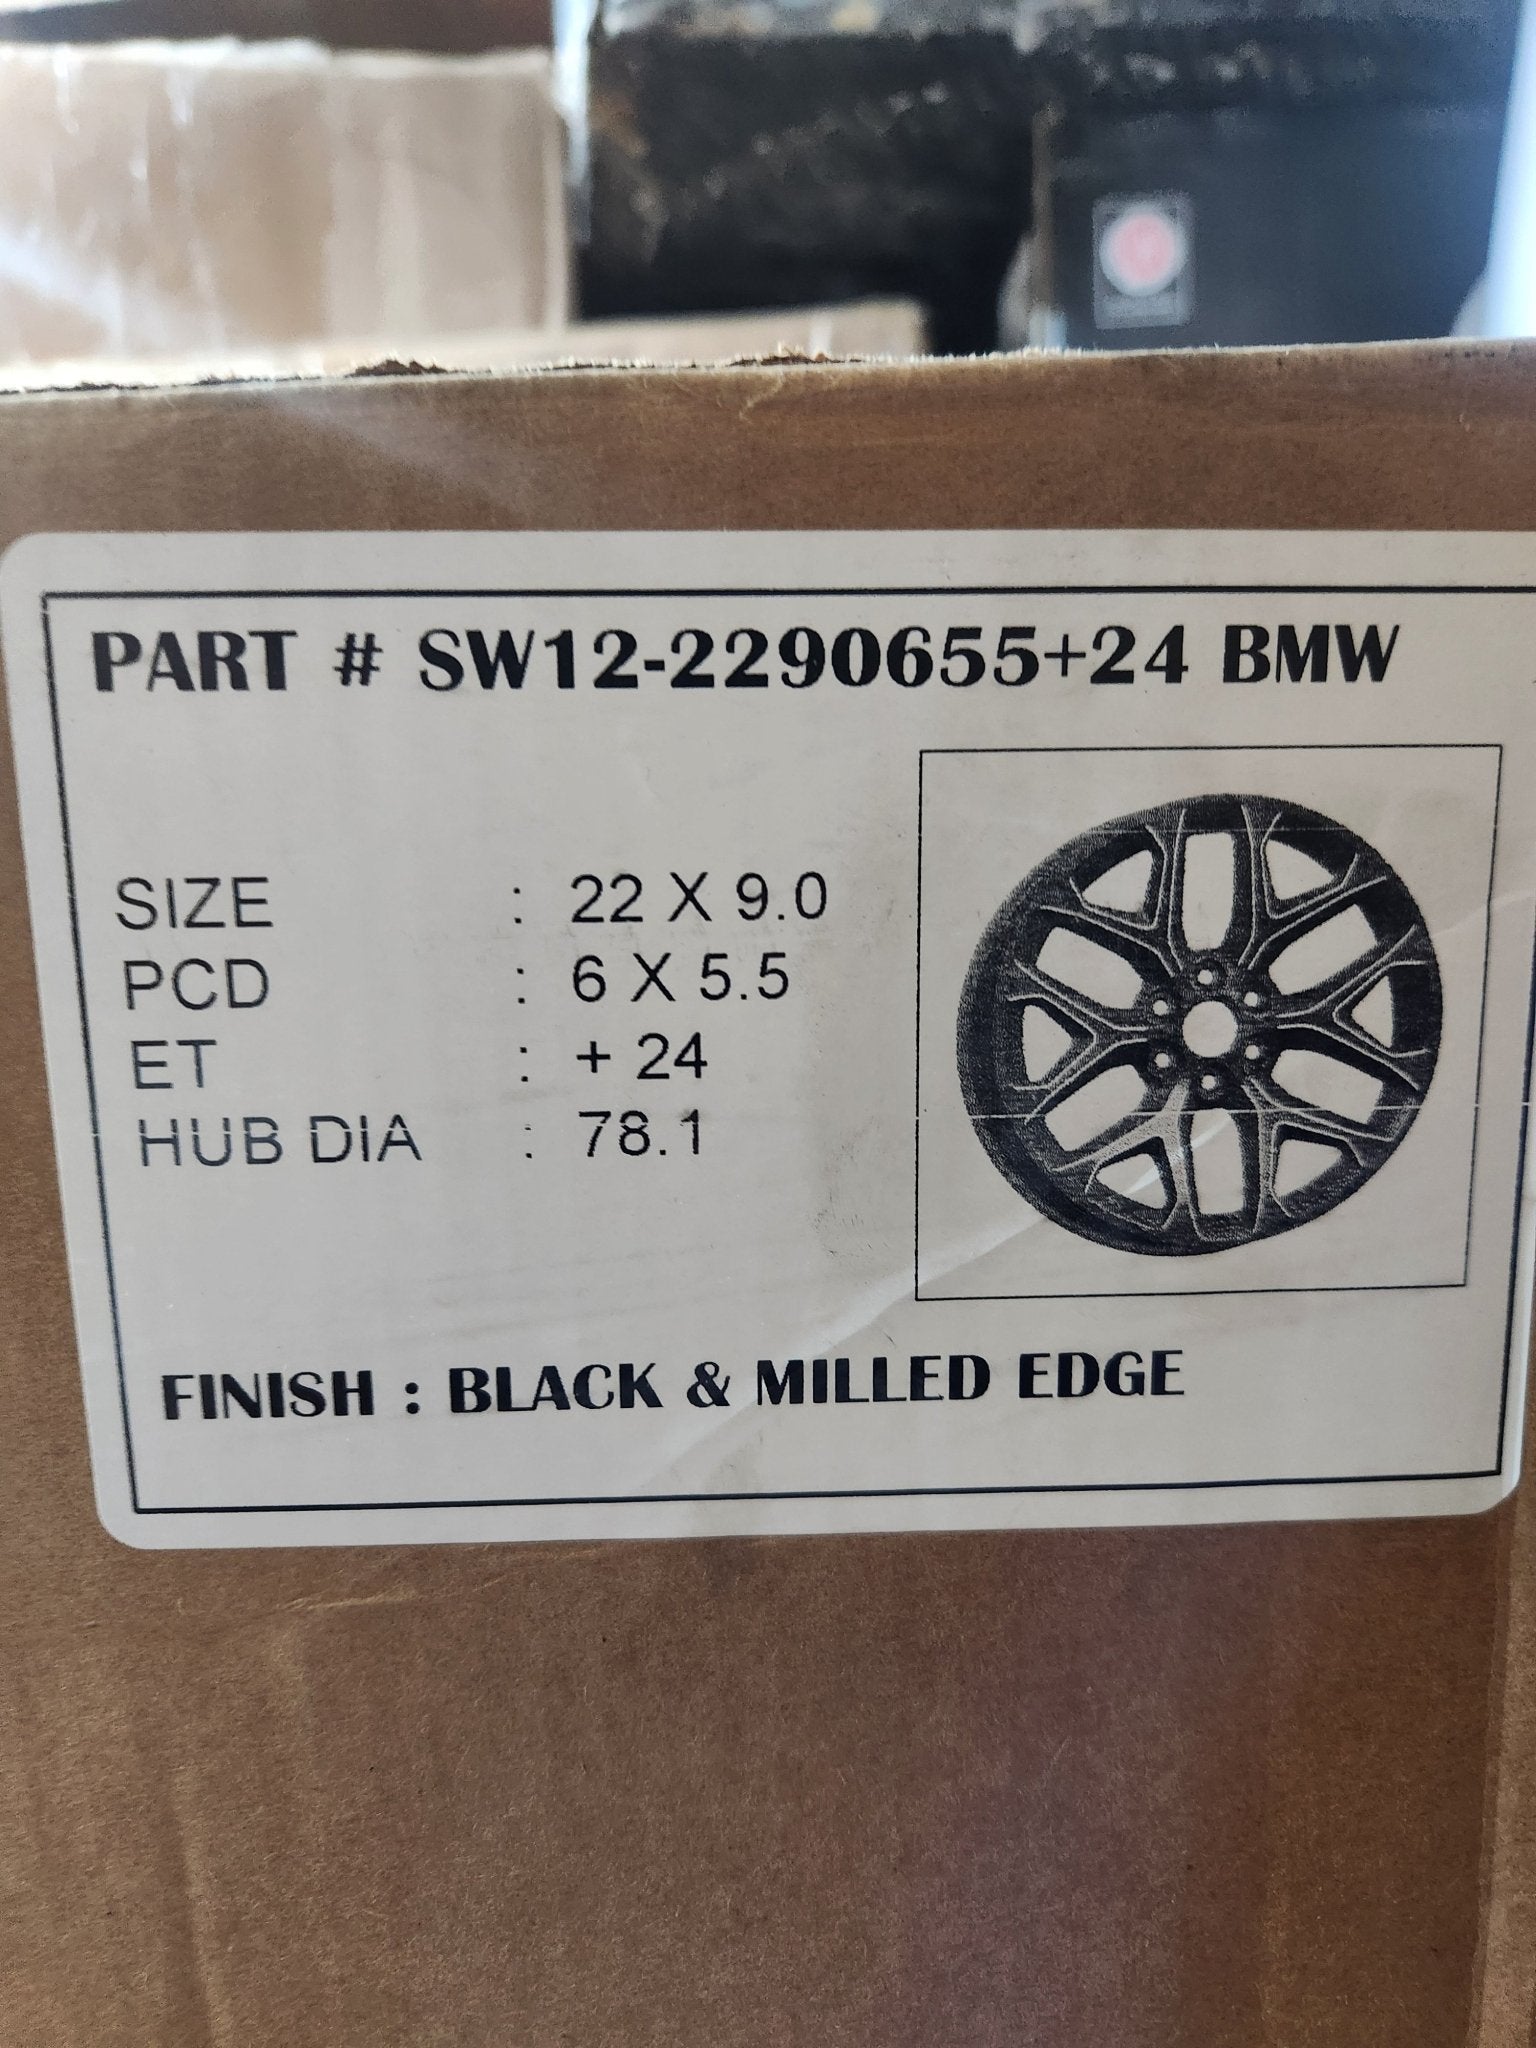 PART # SW12-2290655+24 BMW
SIZE : 22 X 9.0
PCD : 6 X 5.5
ET : + 24
HUB DIA : 78.1
FINISH : BLACK & MILLED EDGE